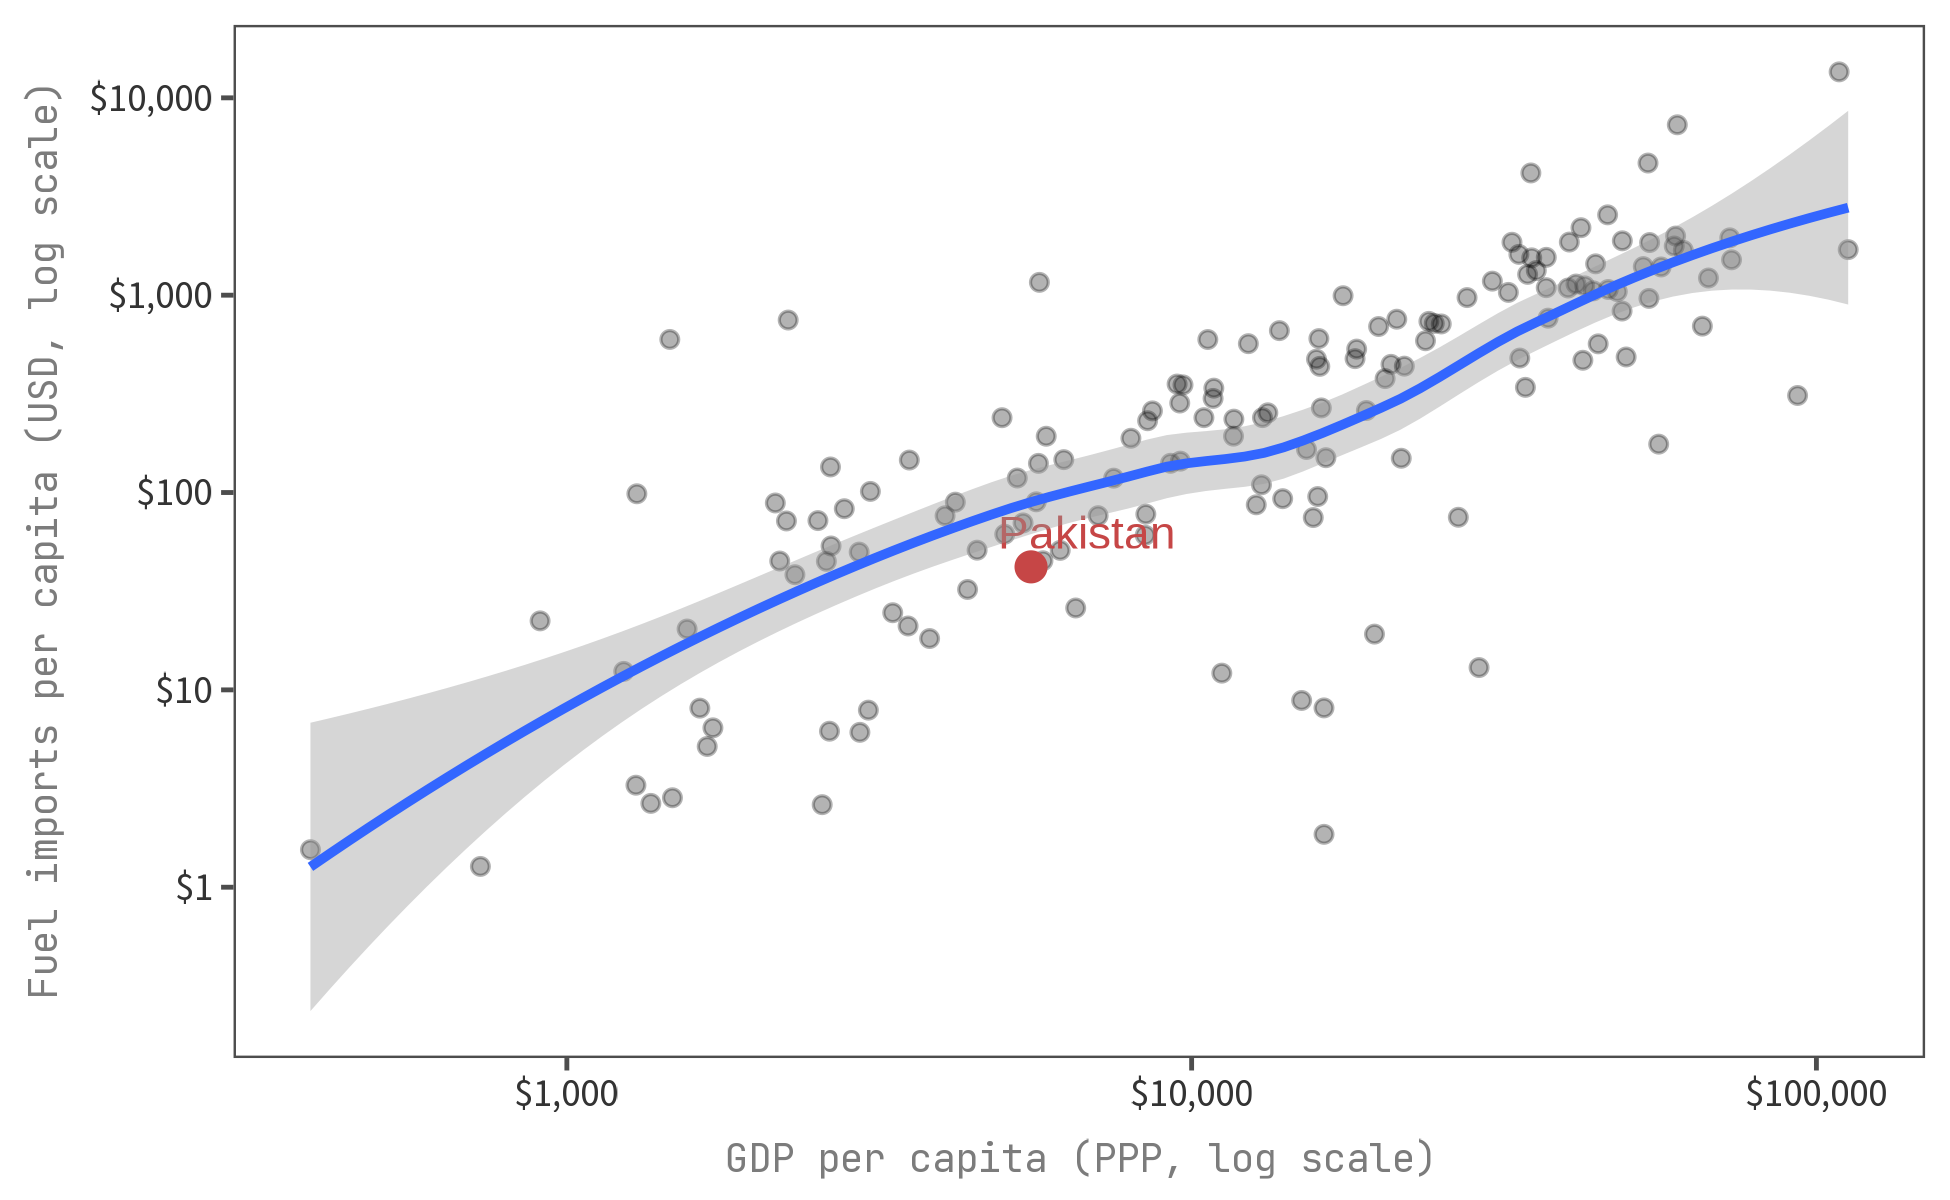 Fuel imports per capita (USD, log scale)
$10,000
$1,000
$100
$10
$1
Pakistan
$1,000
$10,000
$100,000
GDP per capita (PPP, log scale)